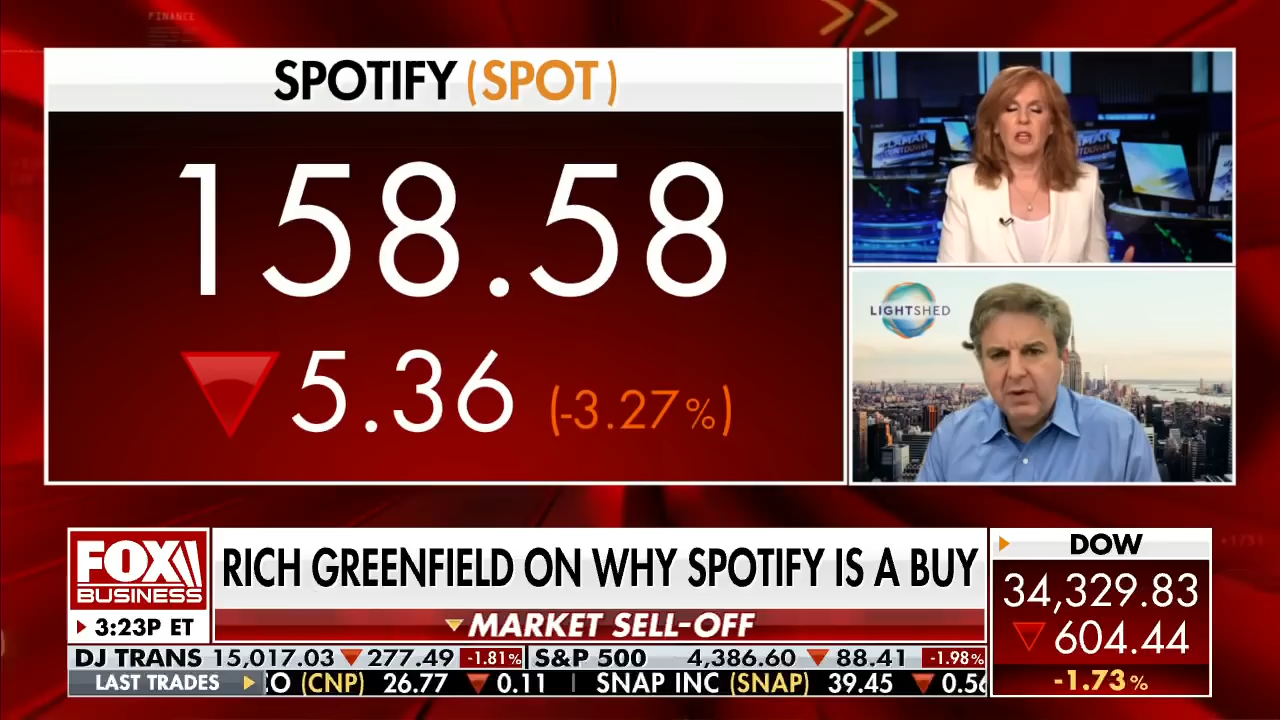 FINANCE
SPOTIFY (SPOT)
158.58
5.36 (-3.27%)
LIGHTSHED
FOX
BUSINESS
3:23P ET
RICH GREENFIELD ON WHY SPOTIFY IS A BUY
MARKET SELL-OFF
DOW
34,329.83
604.44
-1.73%
DJ TRANS 15,017.03 277.49 -1.81% S&P 500 4,386.60 88.41 -1.98%
LAST TRADES (CNP) 26.77 0.11 | SNAP INC (SNAP) 39.45